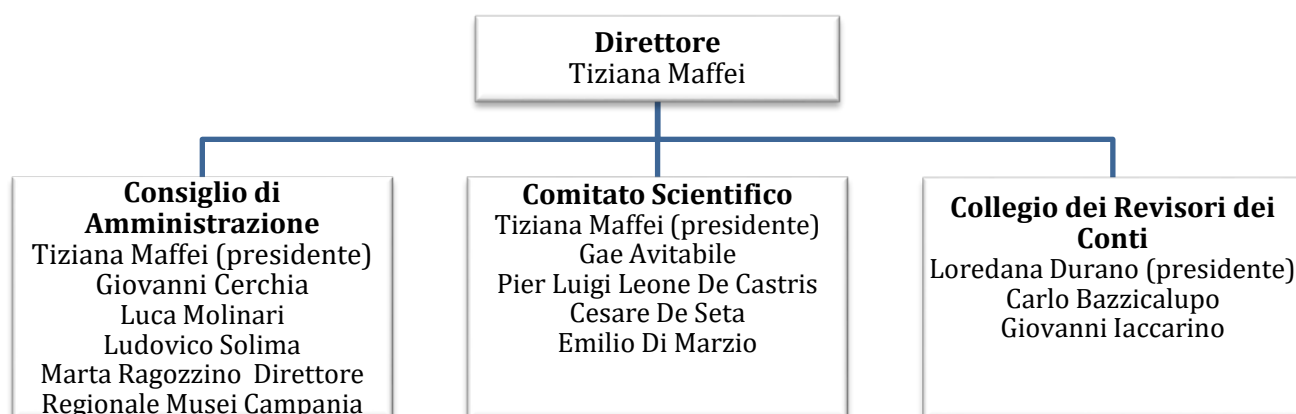 Direttore
Tiziana Maffei
Consiglio di
Amministrazione
Tiziana Maffei (presidente)
Giovanni Cerchia
Luca Molinari
Ludovico Solima
Marta Ragozzino  Direttore
Regionale Musei Campania
Comitato Scientifico
Tiziana Maffei (presidente)
Gae Avitabile
Pier Luigi Leone De Castris
Cesare De Seta
Emilio Di Marzio
Collegio dei Revisori dei
Conti
Loredana Durano (presidente)
Carlo Bazzicalupo
Giovanni Iaccarino